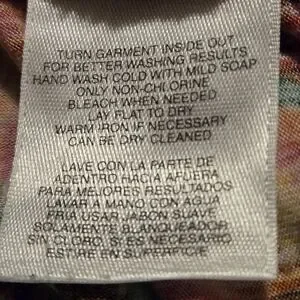 TURN GARMENT INSIDE OUT
FOR BETTER WASHING RESULTS
HAND WASH COLD WITH MILD SOAP
ONLY NON-CHLORINE
BLEACH WHEN NEEDED
LAY FLAT TO DRY
WARM IRON IF NECESSARY
CAN BE DRY CLEANED
LAVE CON LA PARTE DE
ADENTRO HACIA AFUERA
PARA MEJORES RESULTADOS
LAVAR A MANO CON AGUA
FRIA USAR JABON SUAVE
SOLAMENTE BLANQUEADOR
SIN CLORO, SI ES NECESARIO
ESTIRE EN SUPERFICIE